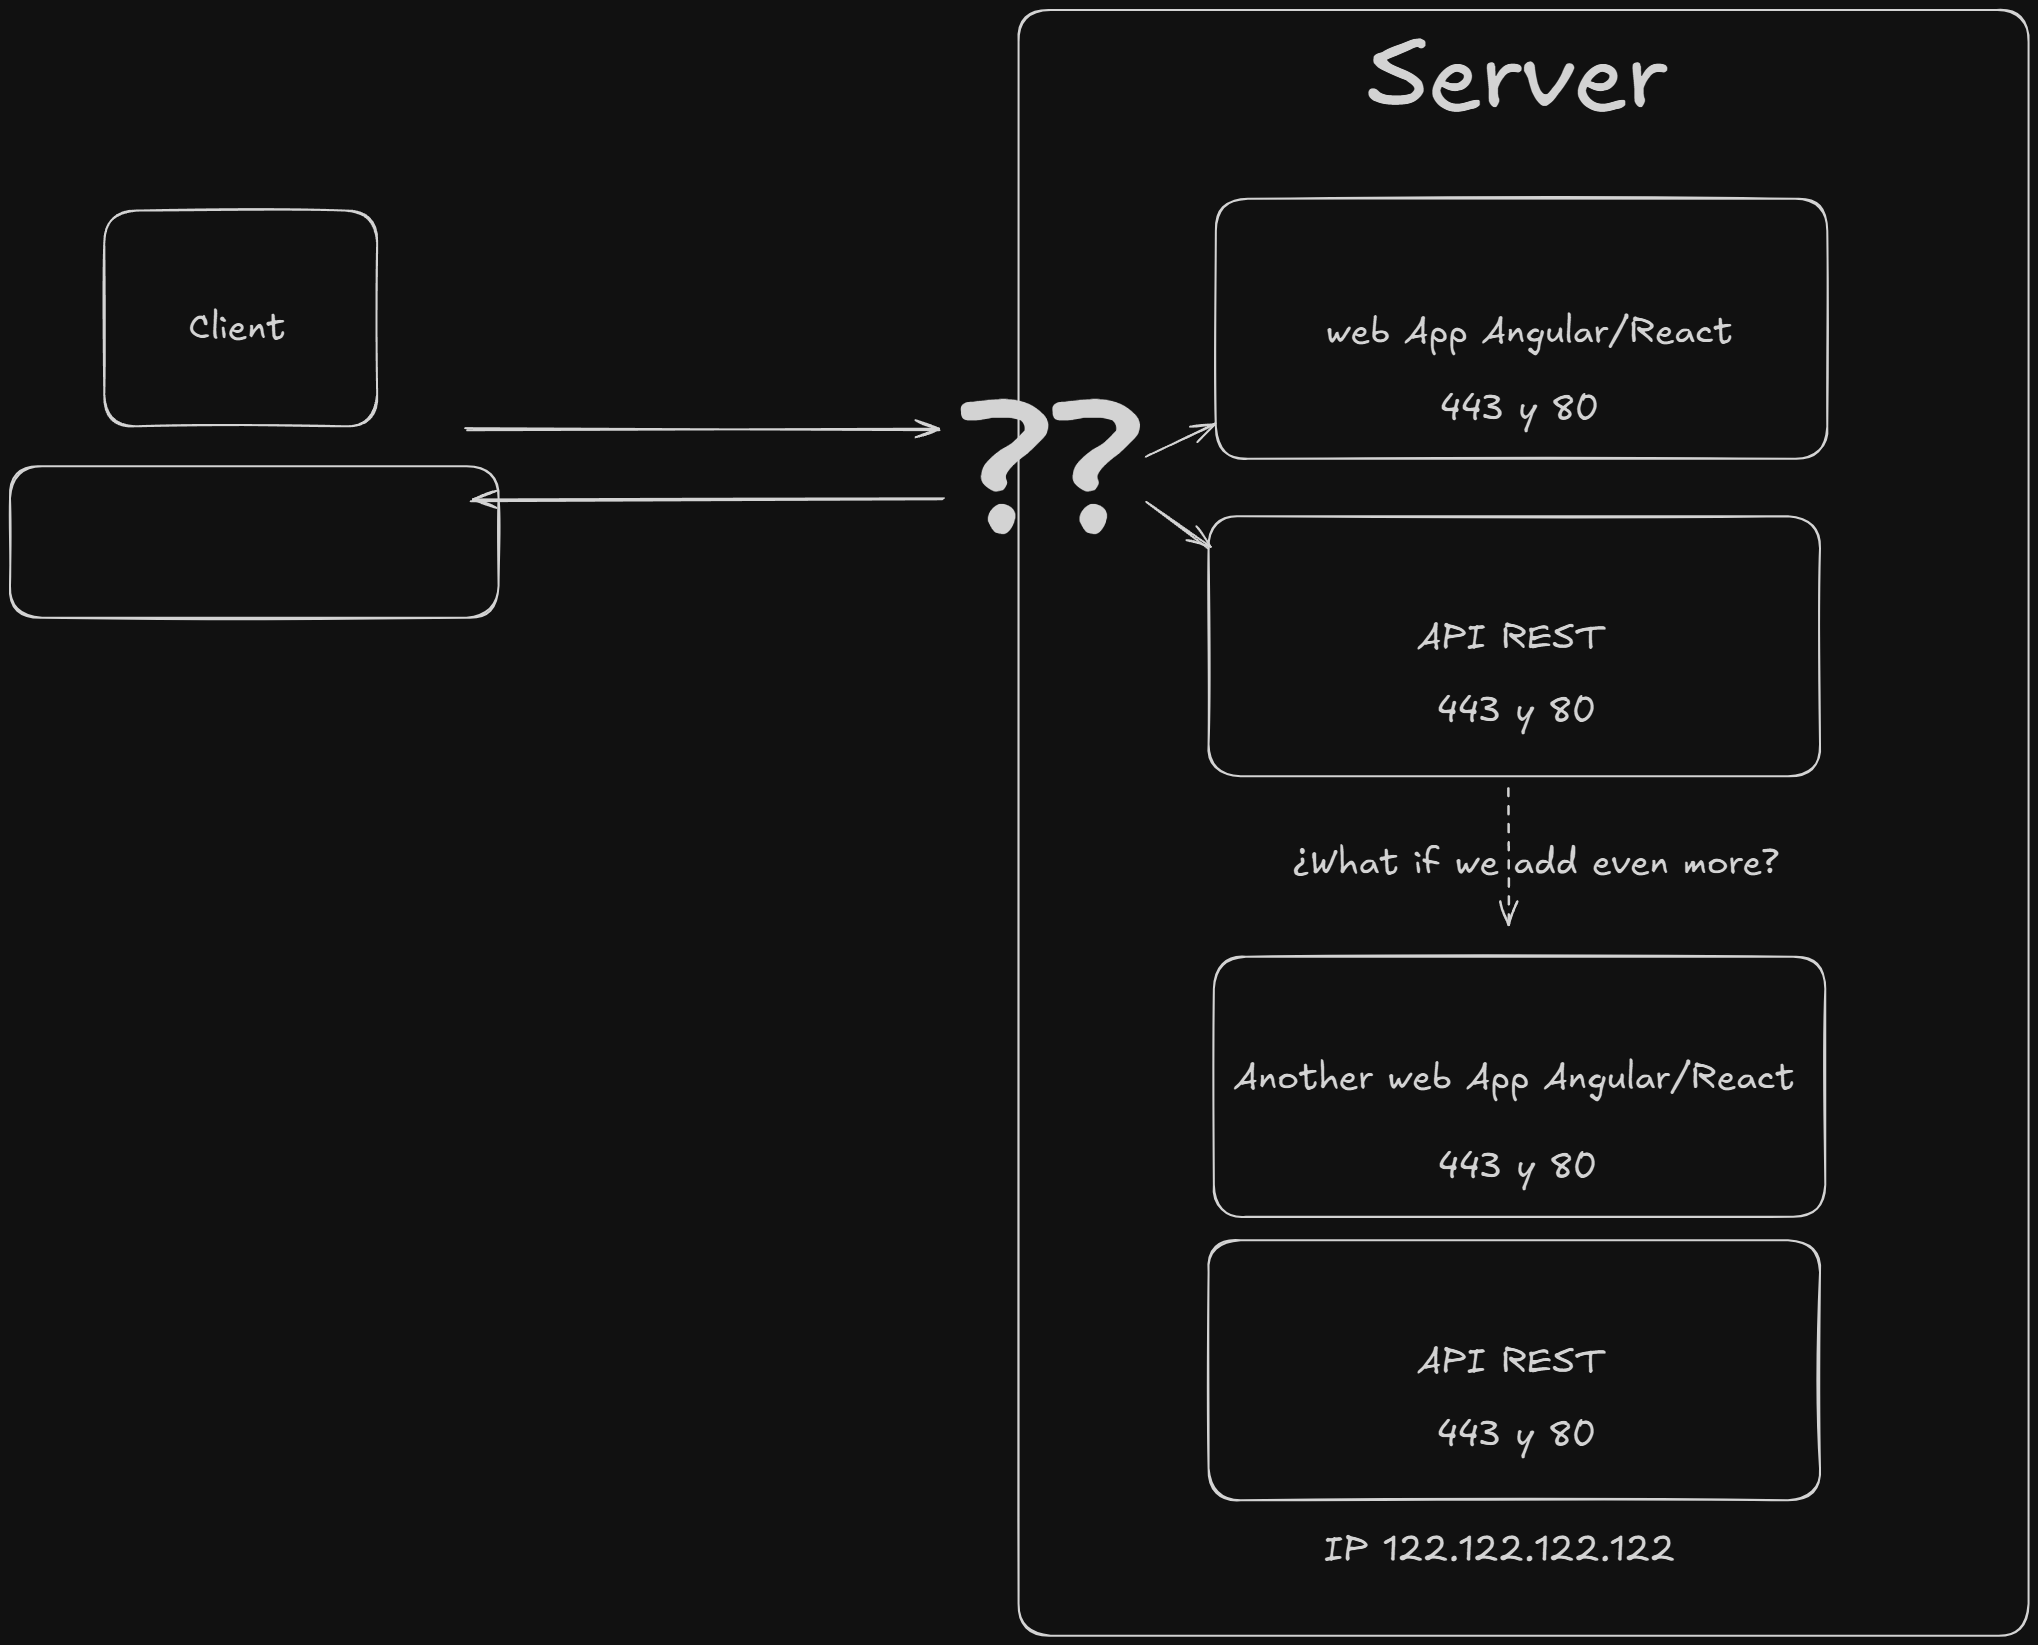 Server
Client
web App Angular/React
443 y 80
??
API REST
443 y 80
¿What if we add even more?
Another web App Angular/React
443 y 80
API REST
443 y 80
IP 122.122.122.122